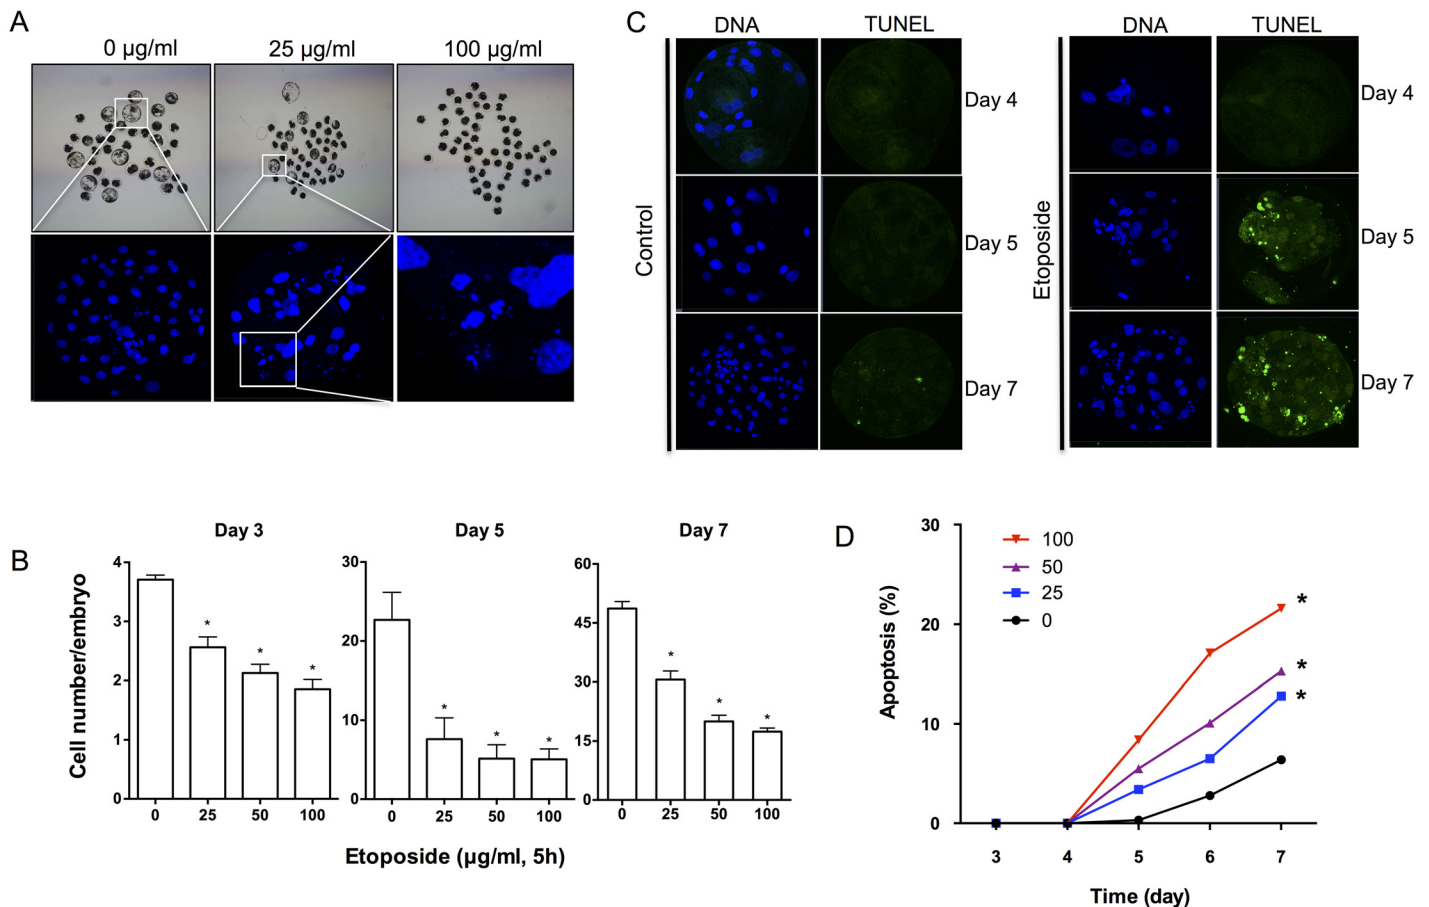 A
0 µg/ml 25 µg/ml 100 µg/ml
C
DNA TUNEL
Control
Day 4
Day 5
Day 7
DNA TUNEL
Etoposide
Day 4
Day 5
Day 7
B
Cell number/embryo
Day 3
4
3
2
1
0
* * *
0 25 50 100
Day 5
30
20
10
0
* * *
0 25 50 100
Day 7
60
45
30
15
0
* * *
0 25 50 100
Etoposide (µg/ml, 5h)
D
Apoptosis (%)
30
20
10
0
100
50
25
0
*
*
*
3 4 5 6 7
Time (day)